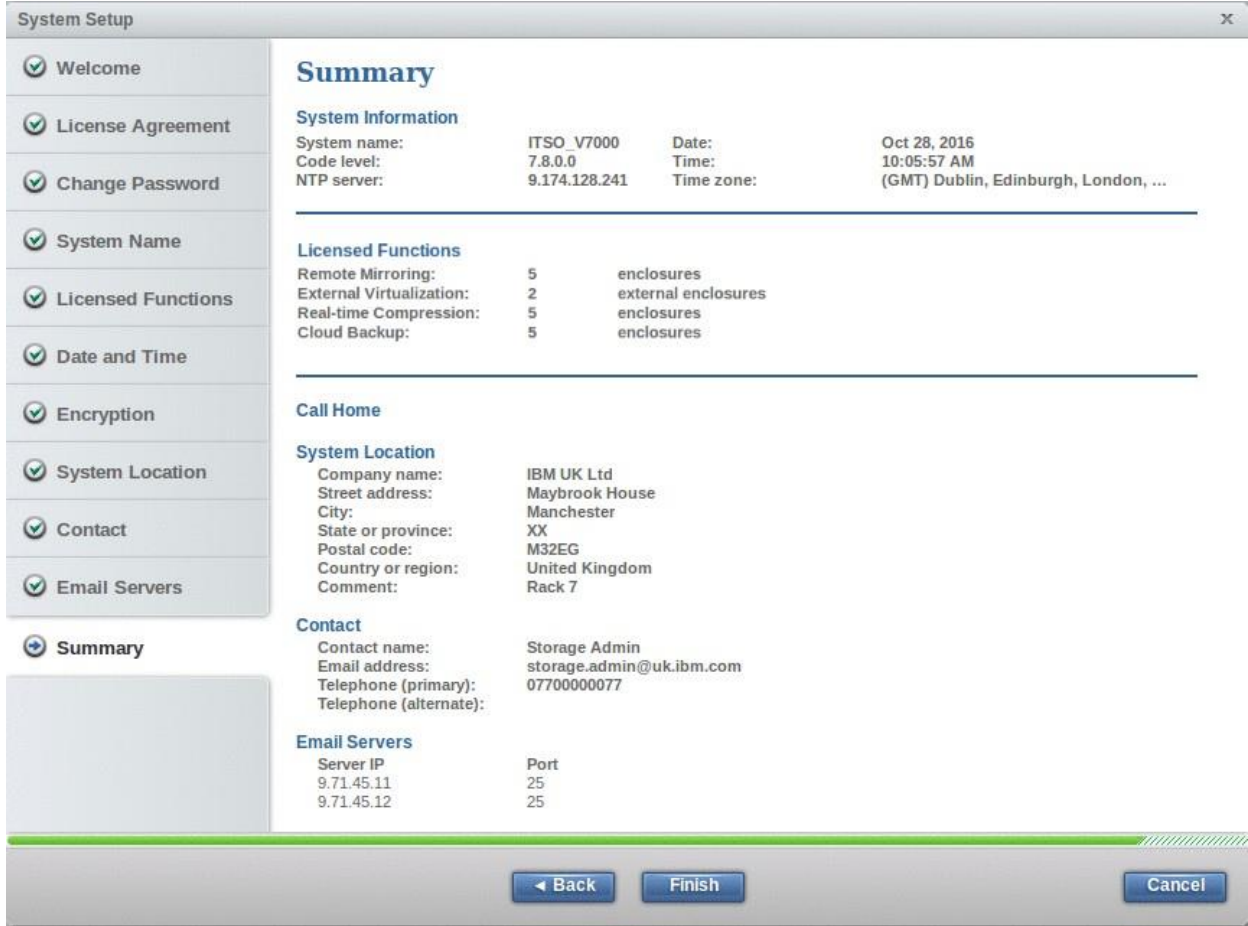 System Setup x
Welcome
License Agreement
Change Password
System Name
Licensed Functions
Date and Time
Encryption
System Location
Contact
Email Servers
Summary
Summary
System Information
System name: ITSO_V7000 Date: Oct 28, 2016
Code level: 7.8.0.0 Time: 10:05:57 AM
NTP server: 9.174.128.241 Time zone: (GMT) Dublin, Edinburgh, London, ...
Licensed Functions
Remote Mirroring: 5 enclosures
External Virtualization: 2 external enclosures
Real-time Compression: 5 enclosures
Cloud Backup: 5 enclosures
Call Home
System Location
Company name: IBM UK Ltd
Street address: Maybrook House
City: Manchester
State or province: XX
Postal code: M32EG
Country or region: United Kingdom
Comment: Rack 7
Contact
Contact name: Storage Admin
Email address: storage.admin@uk.ibm.com
Telephone (primary): 07700000077
Telephone (alternate):
Email Servers
Server IP Port
9.71.45.11 25
9.71.45.12 25
◄ Back Finish Cancel